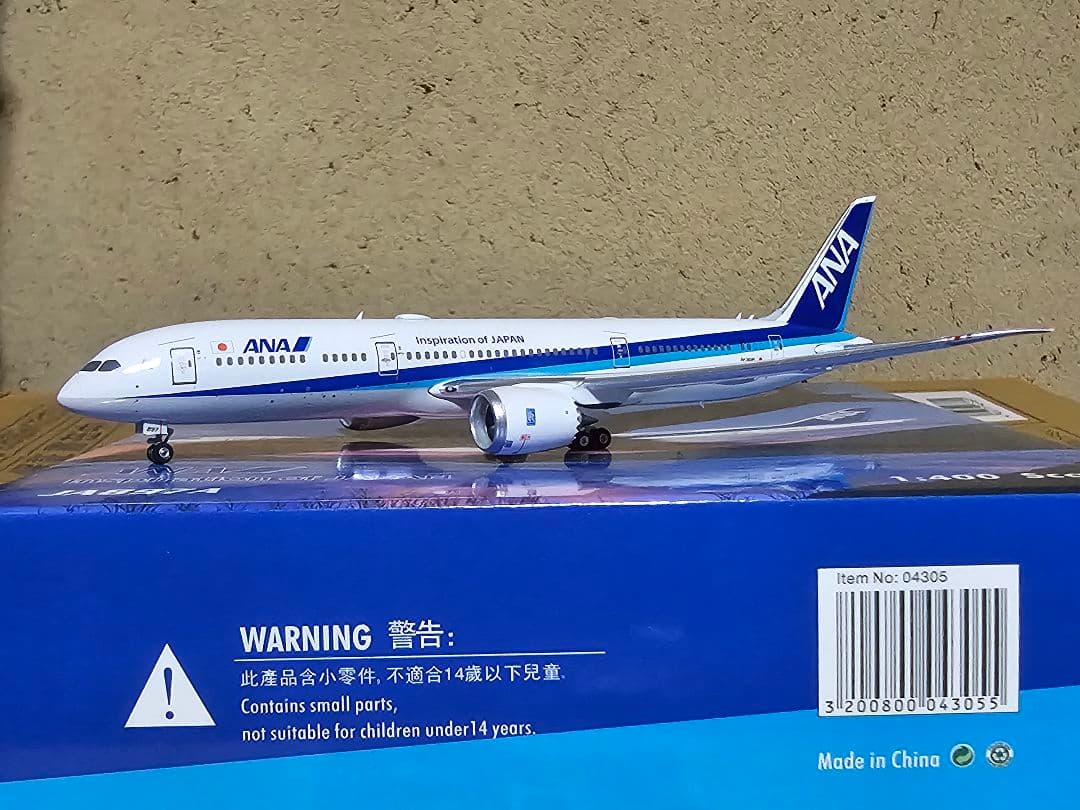 ANA
ANA
Inspiration of JAPAN
1:400
Item No: 04305
WARNING 警告:
此產品含小零件, 不適合14歲以下兒童.
Contains small parts,
not suitable for children under14 years.
3 200800 043055
Made in China